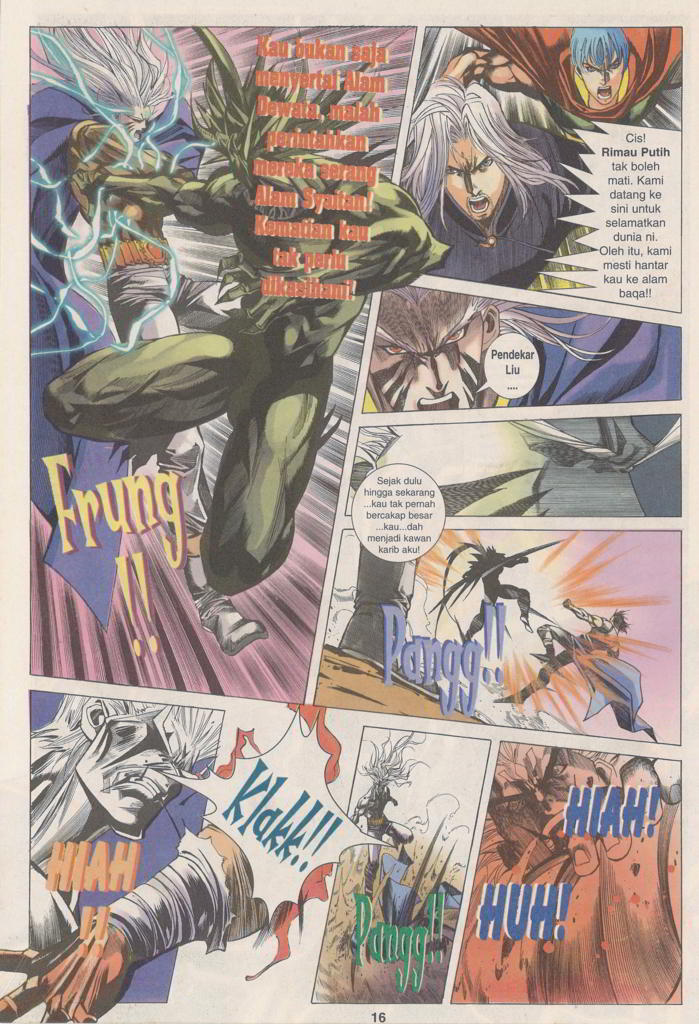 Kau bukan saja
menyertai Alam
Dewata, malah
perintahkan
mereka serang
Alam Syaitan!
Kematian kau
tak perlu
dikasihani!
Frung
!!
Cis!
Rimau Putih
tak boleh
mati. Kami
datang ke
sini untuk
selamatkan
dunia ni.
Oleh itu, kami
mesti hantar
kau ke alam
baqa!!
Pendekar
Liu
....
Sejak dulu
hingga sekarang
...kau tak pernah
bercakap besar
...kau...dah
menjadi kawan
karib aku!
Pangg!!
HIAH
!!
Klakk!!
Pangg!!
HIAH!
HUH!
16